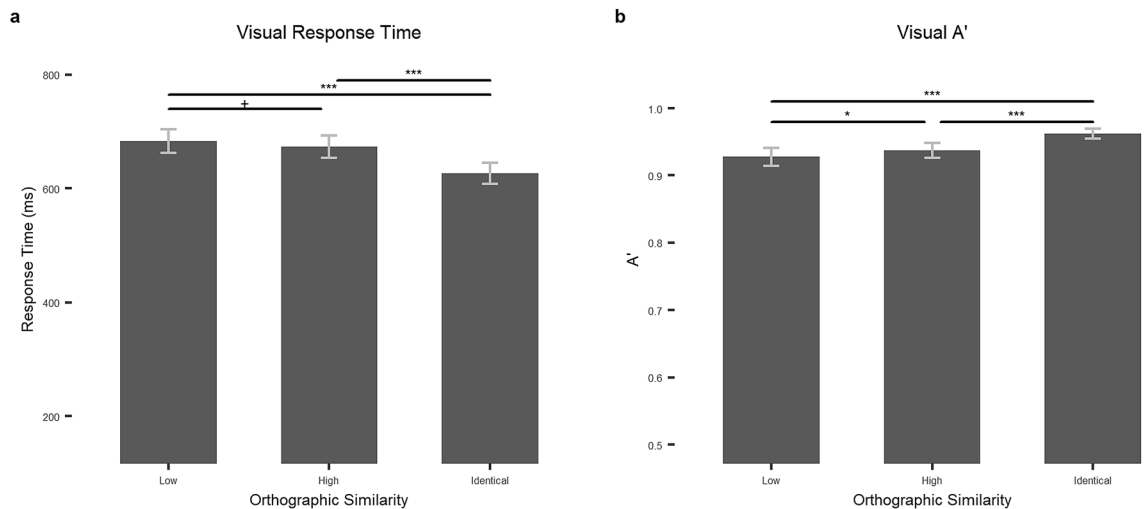 a
Visual Response Time
800
600
400
200
Response Time (ms)
***
***
+
Low
High
Identical
Orthographic Similarity
b
Visual A'
1.0
0.9
0.8
0.7
0.6
0.5
A'
***
*
***
Low
High
Identical
Orthographic Similarity